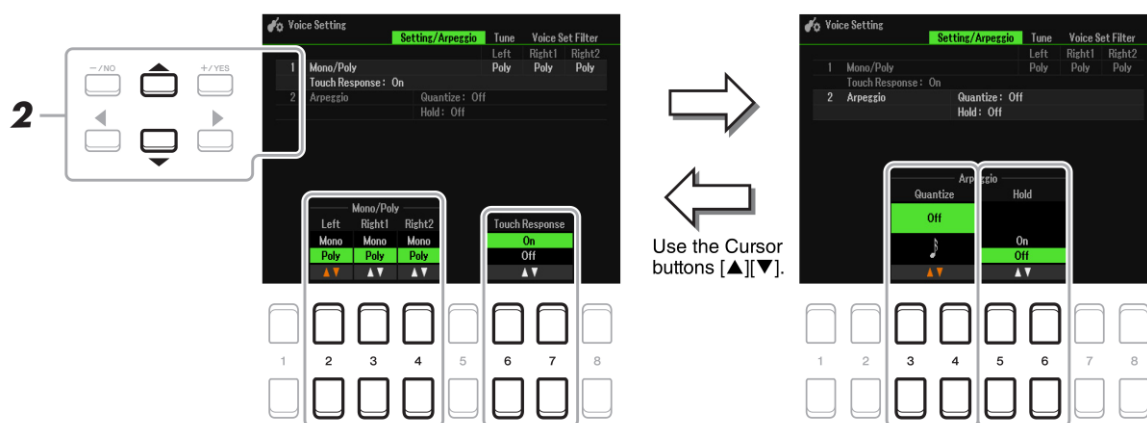 Voice Setting
Setting/Arpeggio Tune Voice Set Filter
Left Right1 Right2
1 Mono/Poly Poly Poly Poly
Touch Response: On
2 Arpeggio Quantize: Off
Hold: Off
Mono/Poly
Left Right1 Right2
Mono Mono Mono
Poly Poly Poly
▲▼ ▲▼ ▲▼
Touch Response
On
Off
▲▼
1 2 3 4 5 6 7 8
2
-/NO +/YES
Use the Cursor
buttons [▲][▼].
Voice Setting
Setting/Arpeggio Tune Voice Set Filter
Left Right1 Right2
1 Mono/Poly Poly Poly Poly
Touch Response: On
2 Arpeggio Quantize: Off
Hold: Off
Arpeggio
Quantize Hold
Off
On
Off
▲▼ ▲▼
1 2 3 4 5 6 7 8